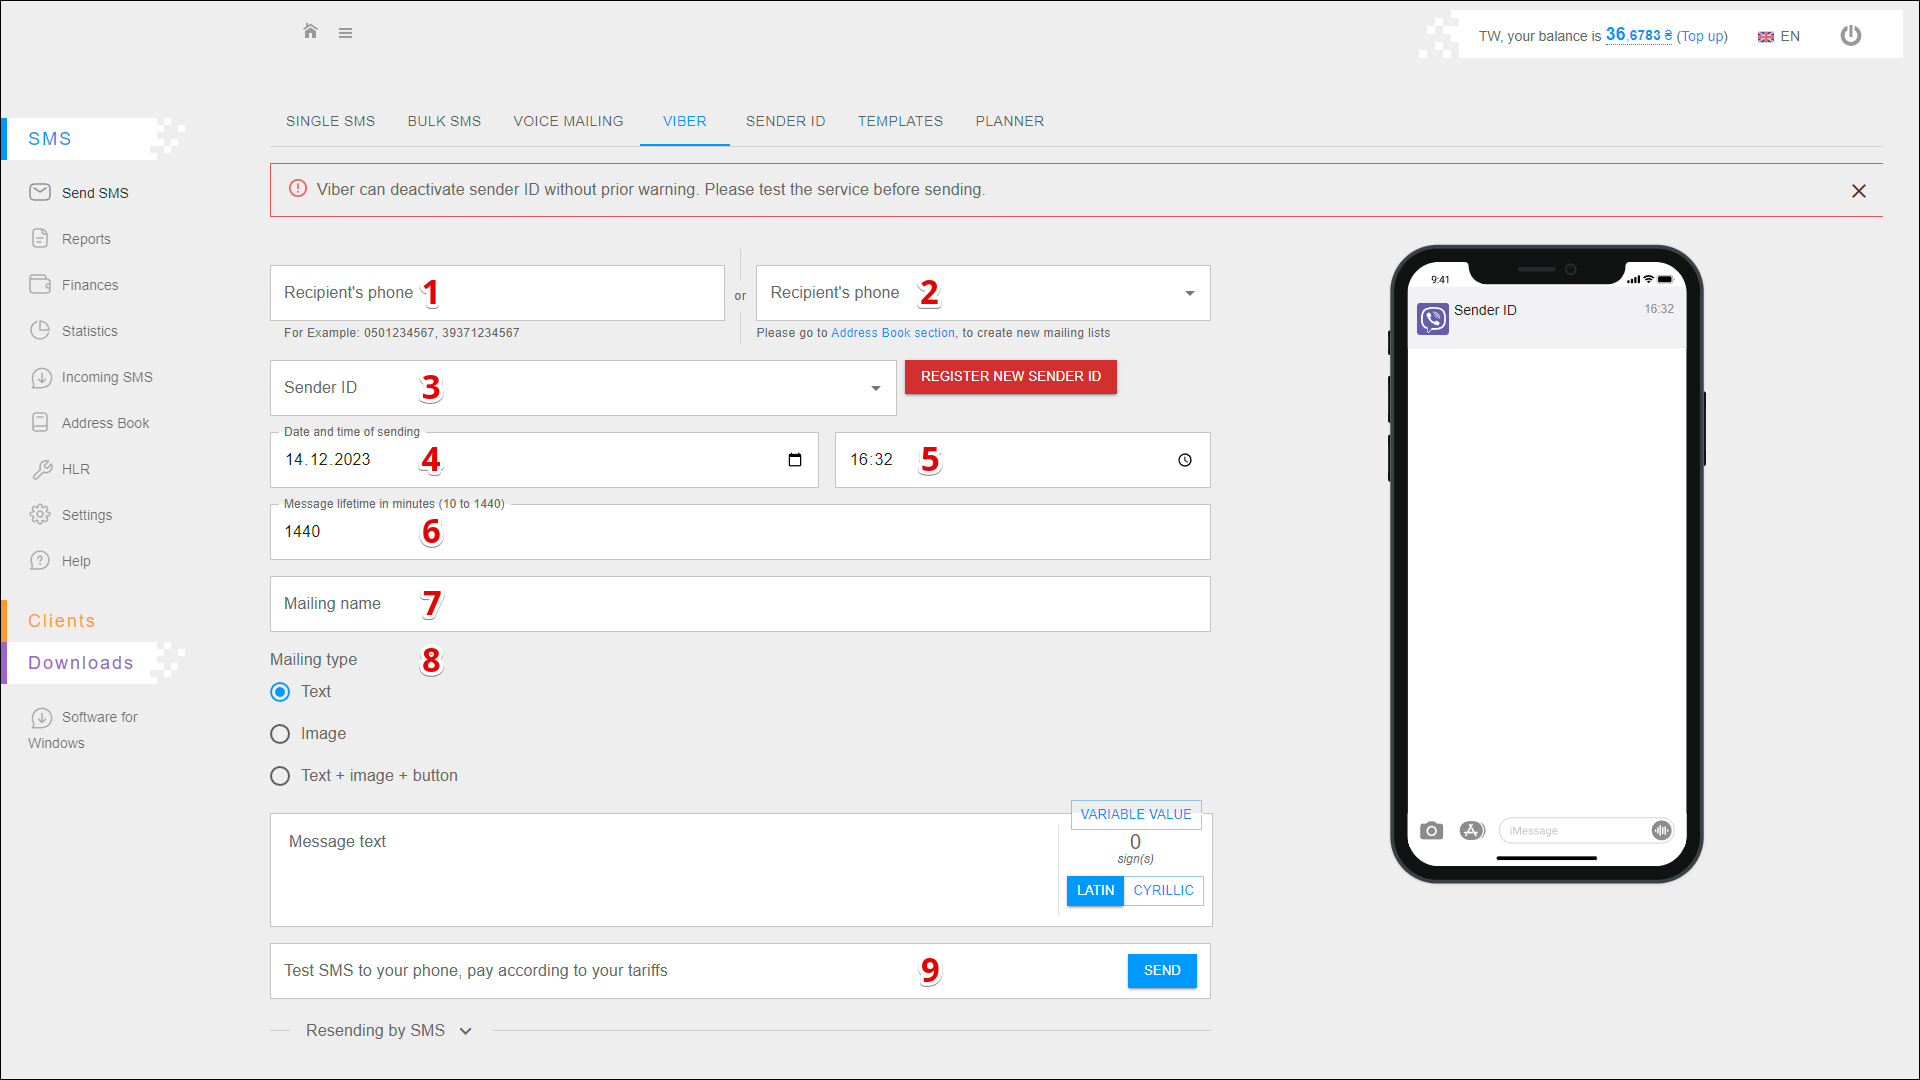 TW, your balance is 36,6783 ₴ (Top up)
EN
SMS
Send SMS
Reports
Finances
Statistics
Incoming SMS
Address Book
HLR
Settings
Help
Clients
Downloads
Software for
Windows
SINGLE SMS
BULK SMS
VOICE MAILING
VIBER
SENDER ID
TEMPLATES
PLANNER
Viber can deactivate sender ID without prior warning. Please test the service before sending.
Recipient's phone 1
or
Recipient's phone 2
For Example: 0501234567, 39371234567
Please go to Address Book section, to create new mailing lists
Sender ID 3
REGISTER NEW SENDER ID
Date and time of sending
14.12.2023 4
16:32 5
Message lifetime in minutes (10 to 1440)
1440 6
Mailing name 7
Mailing type 8
Text
Image
Text + image + button
VARIABLE VALUE
Message text
0
sign(s)
LATIN
CYRILLIC
Test SMS to your phone, pay according to your tariffs 9
SEND
Resending by SMS
9:41
Sender ID
16:32
iMessage